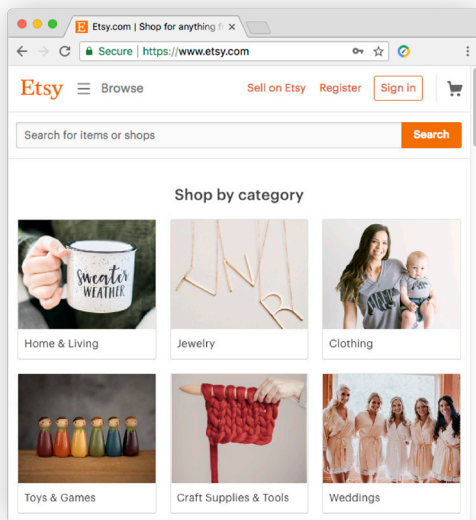 Etsy.com | Shop for anything f
Secure | https://www.etsy.com
Etsy Browse Sell on Etsy Register Sign in
Search for items or shops Search
Shop by category
Sweater
WEATHER
L N R
Home & Living Jewelry Clothing
Toys & Games Craft Supplies & Tools Weddings